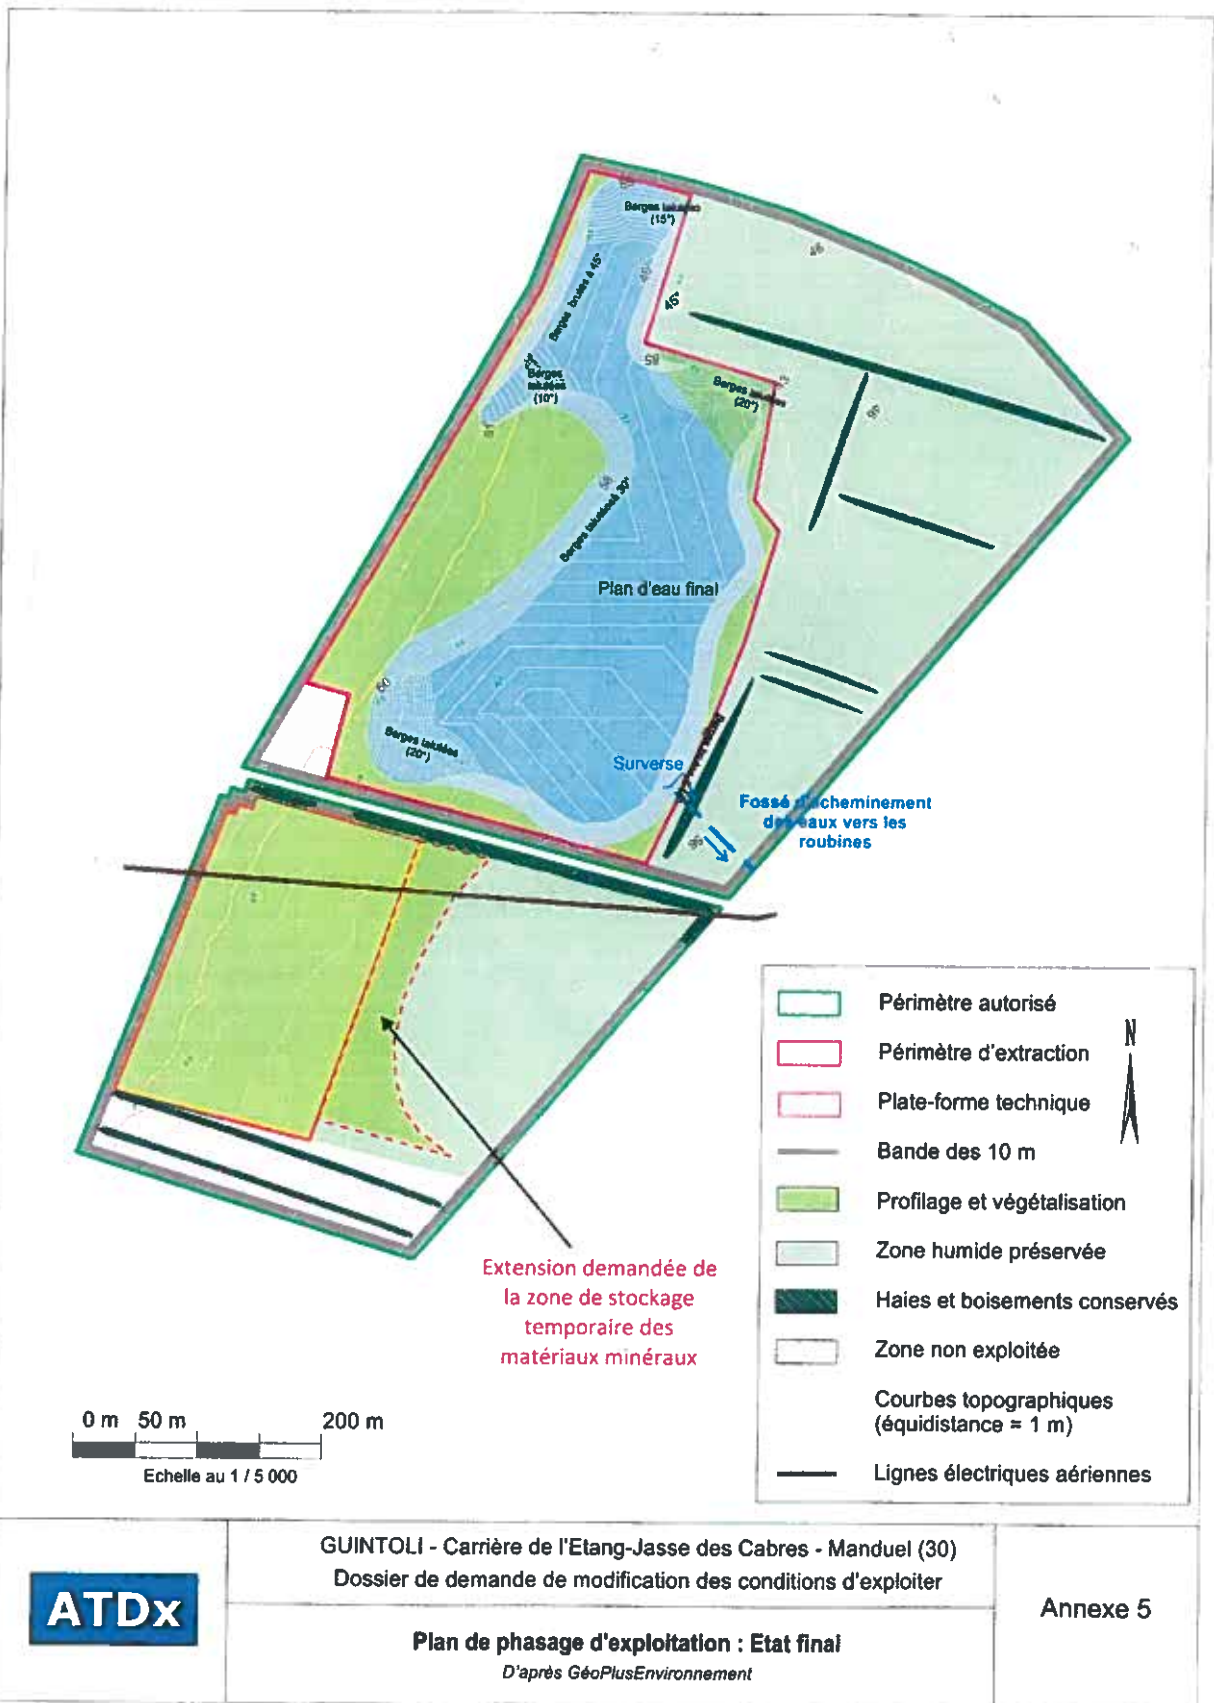 Berges talutées
(15°)
Berges brutes à 45°
45°
Berges
talutées
(10°)
Berges talutées
(20°)
Berges talutées à 30°
Plan d'eau final
60
Berges talutées
(20°)
Surverse
Fossé d'acheminement
des eaux vers les
roubines
Périmètre autorisé
Périmètre d'extraction
Plate-forme technique
Bande des 10 m
Profilage et végétalisation
Zone humide préservée
Haies et boisements conservés
Zone non exploitée
Courbes topographiques
(équidistance = 1 m)
Lignes électriques aériennes
N
Extension demandée de
la zone de stockage
temporaire des
matériaux minéraux
0 m 50 m 200 m
Echelle au 1 / 5 000
ATDx
GUINTOLI - Carrière de l'Etang-Jasse des Cabres - Manduel (30)
Dossier de demande de modification des conditions d'exploiter
Plan de phasage d'exploitation : Etat final
D'après GéoPlusEnvironnement
Annexe 5